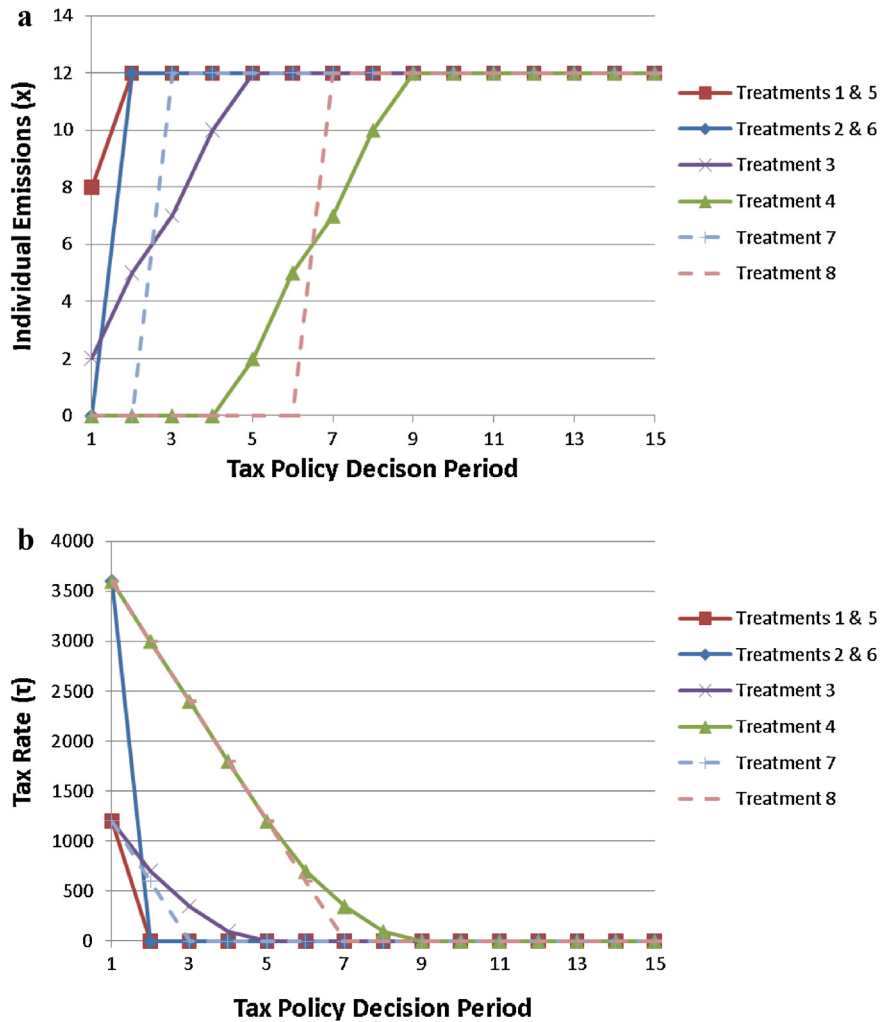 a
Individual Emissions (x)
14
12
10
8
6
4
2
0
1 3 5 7 9 11 13 15
Tax Policy Decison Period
Treatments 1 & 5
Treatments 2 & 6
Treatment 3
Treatment 4
Treatment 7
Treatment 8
b
Tax Rate (τ)
4000
3500
3000
2500
2000
1500
1000
500
0
1 3 5 7 9 11 13 15
Tax Policy Decision Period
Treatments 1 & 5
Treatments 2 & 6
Treatment 3
Treatment 4
Treatment 7
Treatment 8